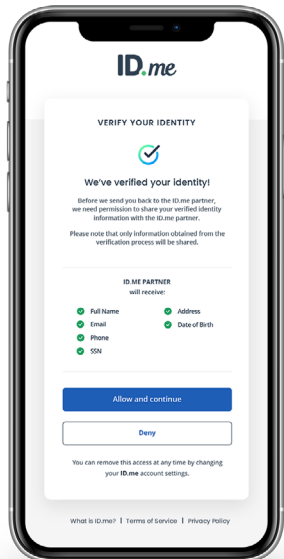 ID.me
VERIFY YOUR IDENTITY
We've verified your identity!
Before we send you back to the ID.me partner,
we need permission to share your verified identity
information with the ID.me partner.
Please note that only information obtained from the
verification process will be shared.
ID.ME PARTNER
will receive:
Full Name
Address
Email
Date of Birth
Phone
SSN
Allow and continue
Deny
You can remove this access at any time by changing
your ID.me account settings.
What is ID.me? | Terms of Service | Privacy Policy